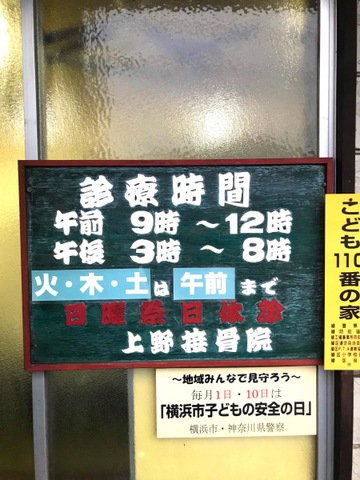 診療時間
午前 9時 〜 12時
午後 3時 〜 8時
火・木・土は 午前 まで
日曜祭日休診
上野接骨院
こども110番の家
〜地域みんなで見守ろう〜
毎月1日・10日は
「横浜市子どもの安全の日」
横浜市・神奈川県警察